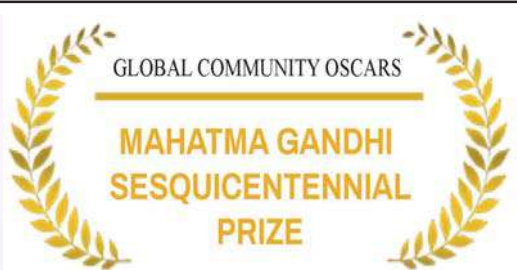 GLOBAL COMMUNITY OSCARS
MAHATMA GANDHI
SESQUICENTENNIAL
PRIZE